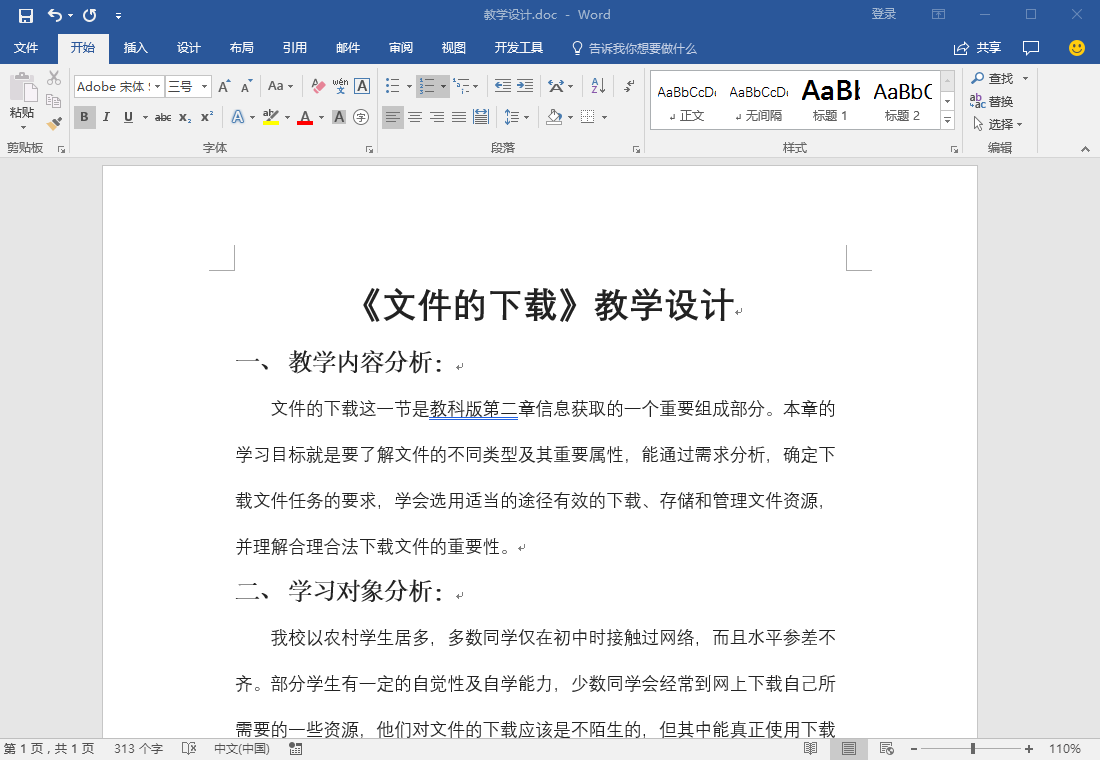 教学设计.doc - Word
登录
文件 开始 插入 设计 布局 引用 邮件 审阅 视图 开发工具 告诉我你想要做什么 共享
粘贴
剪贴板
Adobe 宋体 三号 Aa wén 文 A
B I U abc x₂ x² A aby A A 字
字体
段落
AaBbCcDc AaBbCcDc AaBb AaBbC
正文 无间隔 标题 1 标题 2
样式
查找
替换
选择
编辑
《文件的下载》教学设计
一、 教学内容分析：
文件的下载这一节是教科版第二章信息获取的一个重要组成部分。本章的
学习目标就是要了解文件的不同类型及其重要属性，能通过需求分析，确定下
载文件任务的要求，学会选用适当的途径有效的下载、存储和管理文件资源，
并理解合理合法下载文件的重要性。
二、 学习对象分析：
我校以农村学生居多，多数同学仅在初中时接触过网络，而且水平参差不
齐。部分学生有一定的自觉性及自学能力，少数同学会经常到网上下载自己所
需要的一些资源，他们对文件的下载应该是不陌生的，但其中能真正使用下载
第 1 页，共 1 页 313 个字 中文(中国) 110%